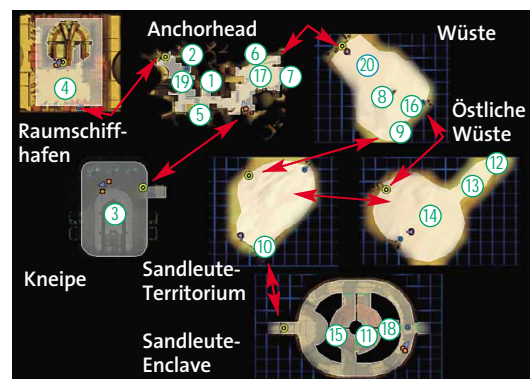 Anchorhead
Wüste
4
2
19
1
5
6
17
7
20
8
16
9
Raumschiff-
hafen
Östliche
Wüste
3
10
12
13
14
Kneipe
Sandleute-
Territorium
Sandleute-
Enclave
15
11
18